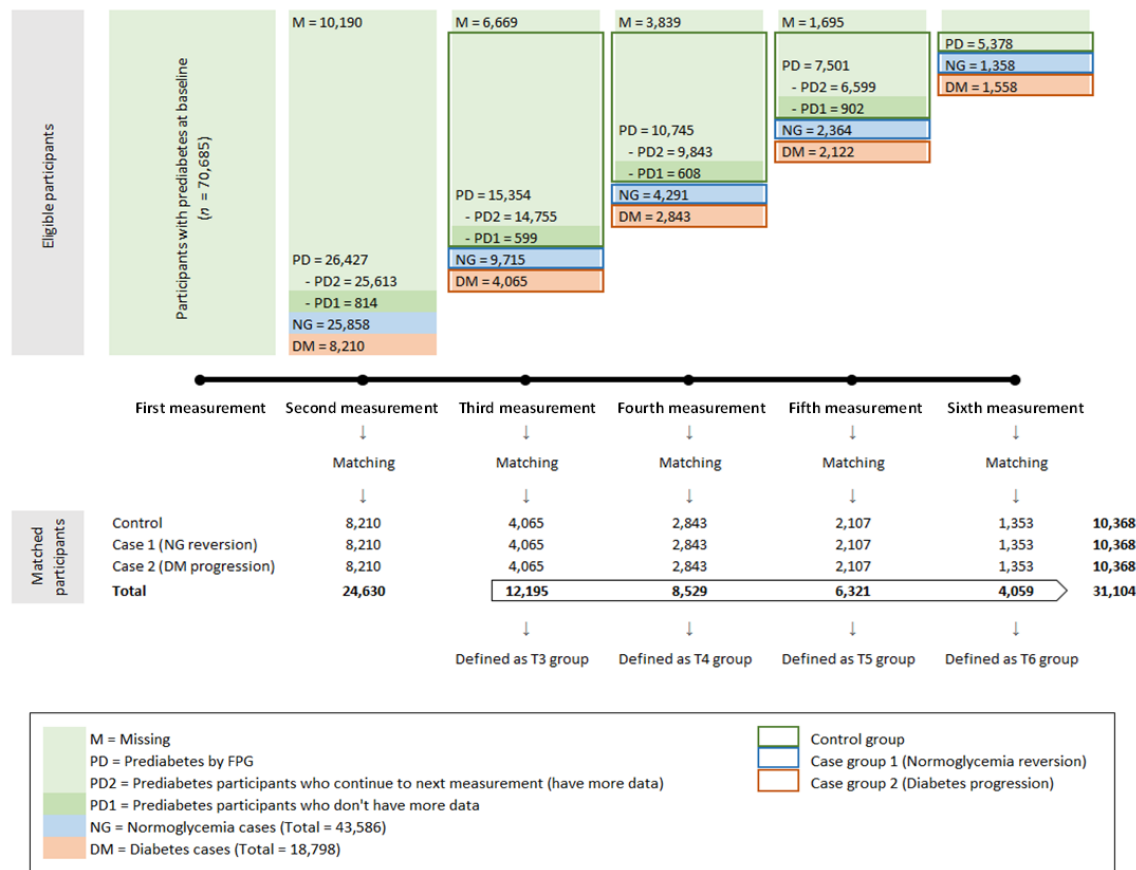 Eligible participants
Participants with prediabetes at baseline
(n = 70,685)
M = 10,190
PD = 26,427
- PD2 = 25,613
- PD1 = 814
NG = 25,858
DM = 8,210
M = 6,669
PD = 15,354
- PD2 = 14,755
- PD1 = 599
NG = 9,715
DM = 4,065
M = 3,839
PD = 10,745
- PD2 = 9,843
- PD1 = 608
NG = 4,291
DM = 2,843
M = 1,695
PD = 7,501
- PD2 = 6,599
- PD1 = 902
NG = 2,364
DM = 2,122
PD = 5,378
NG = 1,358
DM = 1,558
First measurement Second measurement Third measurement Fourth measurement Fifth measurement Sixth measurement
↓ ↓ ↓ ↓ ↓
Matching Matching Matching Matching Matching
↓ ↓ ↓ ↓ ↓
Matched participants
Control 8,210 4,065 2,843 2,107 1,353 10,368
Case 1 (NG reversion) 8,210 4,065 2,843 2,107 1,353 10,368
Case 2 (DM progression) 8,210 4,065 2,843 2,107 1,353 10,368
Total 24,630 12,195 8,529 6,321 4,059 31,104
↓ ↓ ↓ ↓
Defined as T3 group Defined as T4 group Defined as T5 group Defined as T6 group
M = Missing
PD = Prediabetes by FPG
PD2 = Prediabetes participants who continue to next measurement (have more data)
PD1 = Prediabetes participants who don't have more data
NG = Normoglycemia cases (Total = 43,586)
DM = Diabetes cases (Total = 18,798)
Control group
Case group 1 (Normoglycemia reversion)
Case group 2 (Diabetes progression)